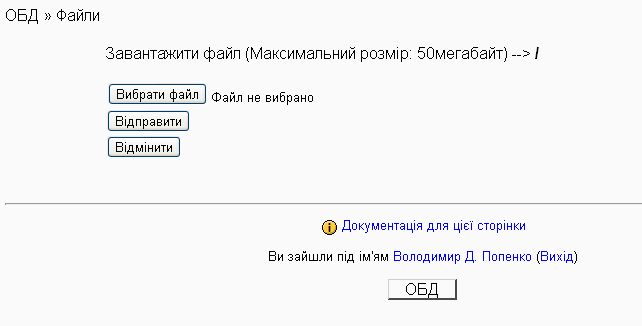 ОБД » Файли
Завантажити файл (Максимальний розмір: 50мегабайт) --> /
Вибрати файл Файл не вибрано
Відправити
Відмінити
Документація для цієї сторінки
Ви зайшли під ім'ям Володимир Д. Попенко (Вихід)
ОБД